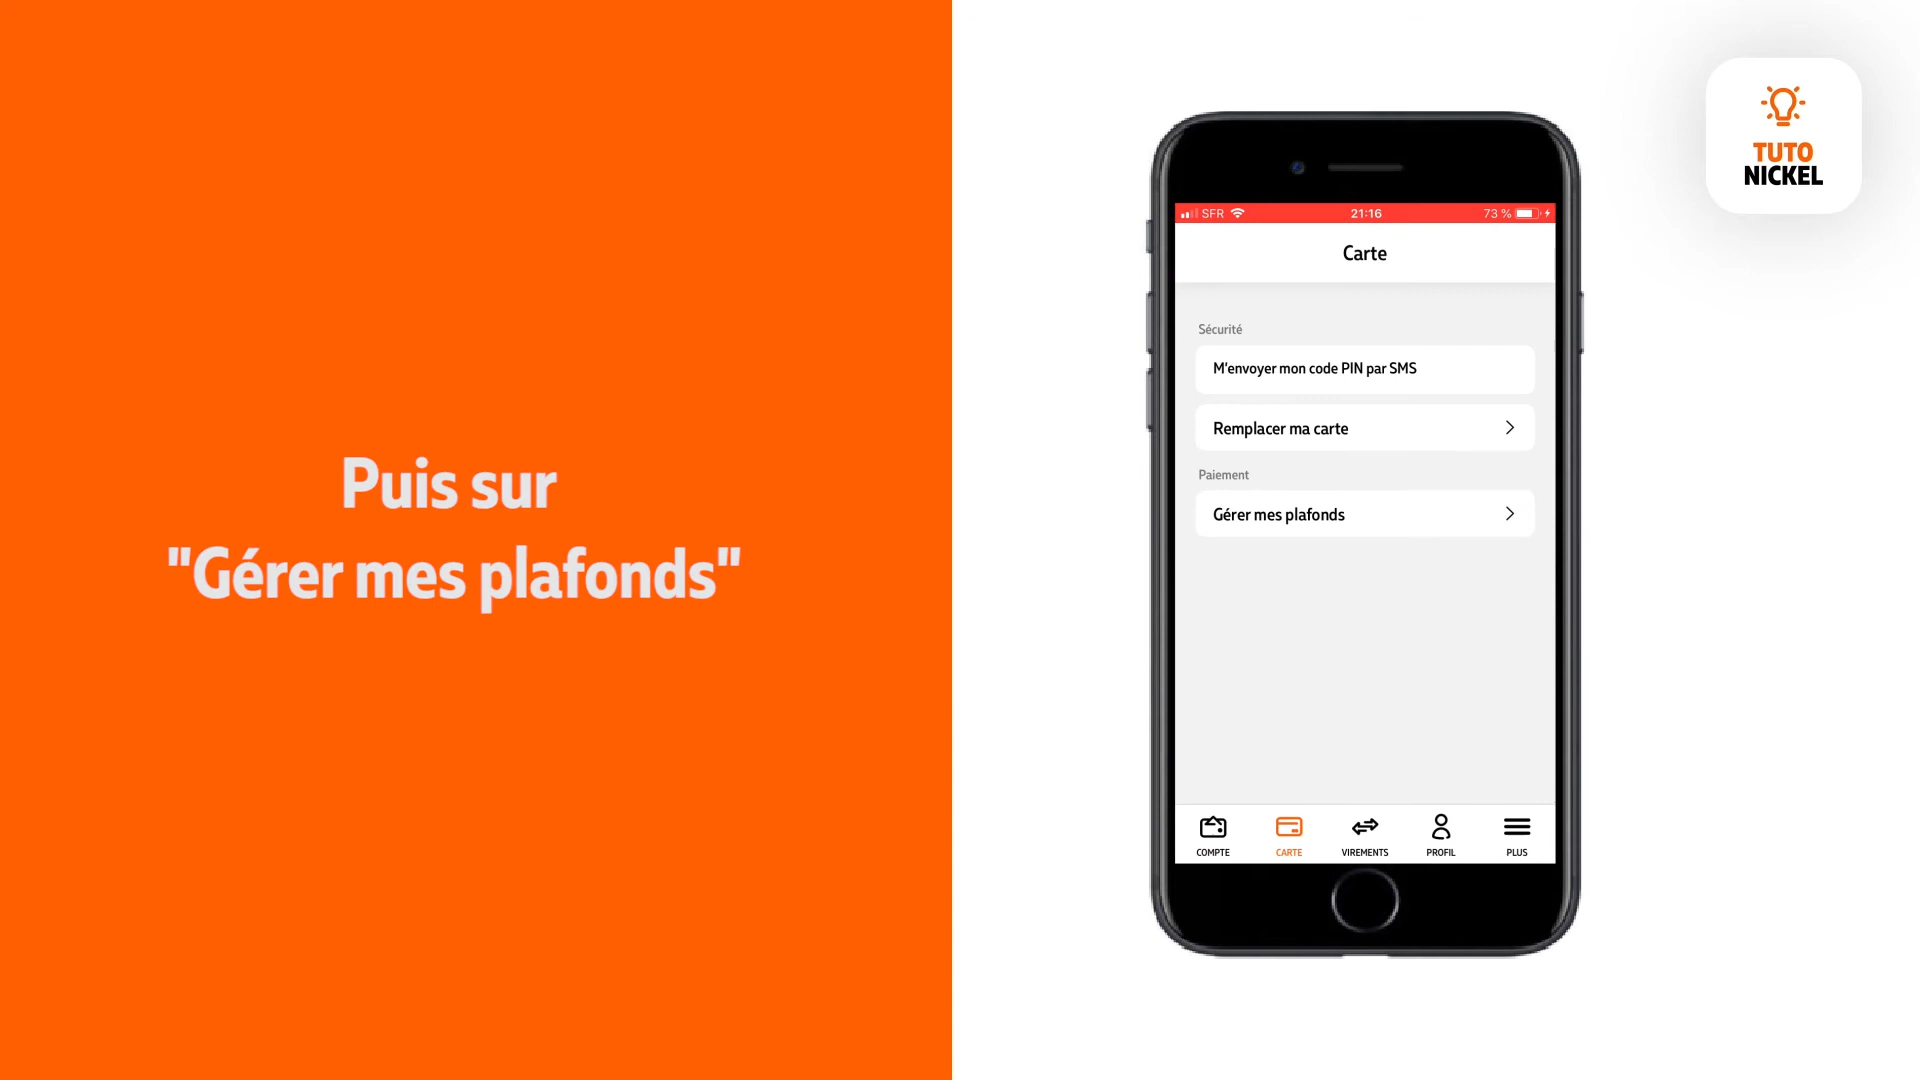 Puis sur
"Gérer mes plafonds"
TUTO
NICKEL
SFR 21:16 73 %
Carte
Sécurité
M'envoyer mon code PIN par SMS
Remplacer ma carte
Paiement
Gérer mes plafonds
COMPTE CARTE VIREMENTS PROFIL PLUS